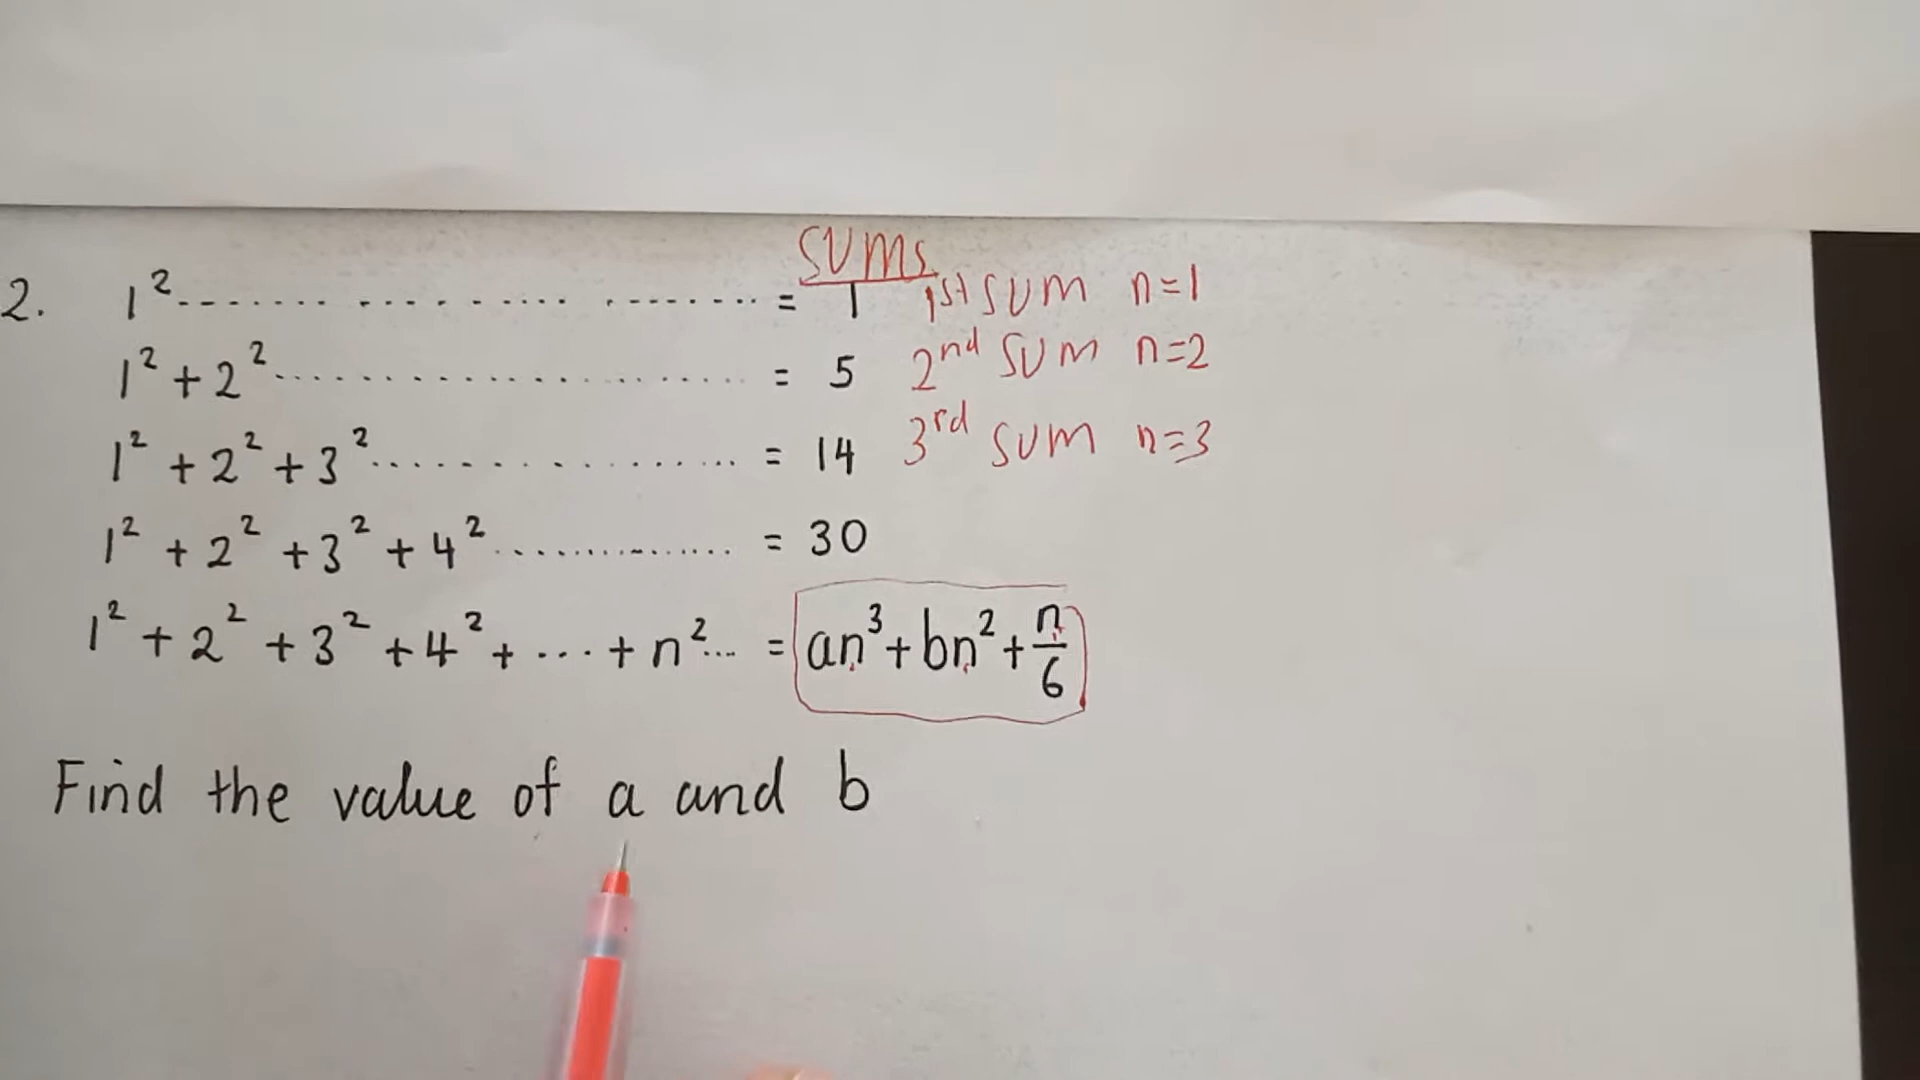 SUMS
2. 1²--------------------- = 1 1st SUM n=1
1² + 2²........................ = 5 2nd SUM n=2
1² + 2² + 3².................. = 14 3rd SUM n=3
1² + 2² + 3² + 4²............... = 30
1² + 2² + 3² + 4² + ... + n²... = an³ + bn² + n/6
Find the value of a and b